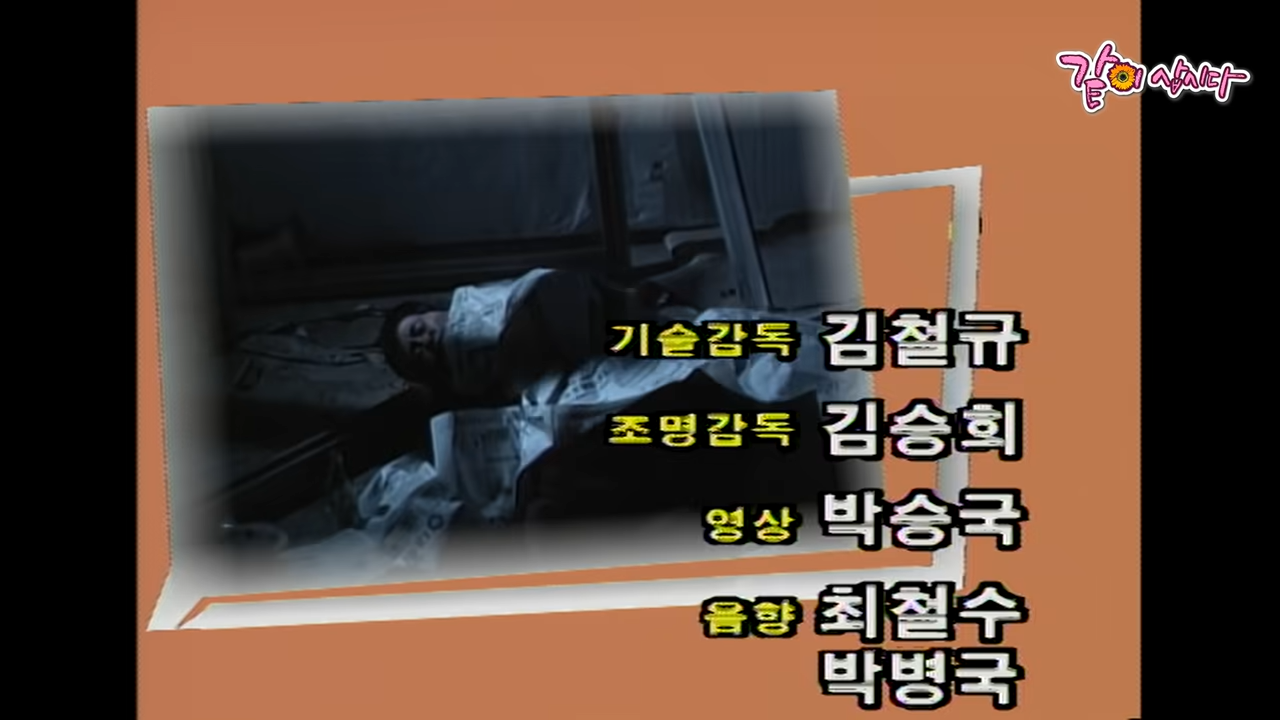 같이 삽시다
기술감독 김철규
조명감독 김승회
영상 박승국
음향 최철수
박병국